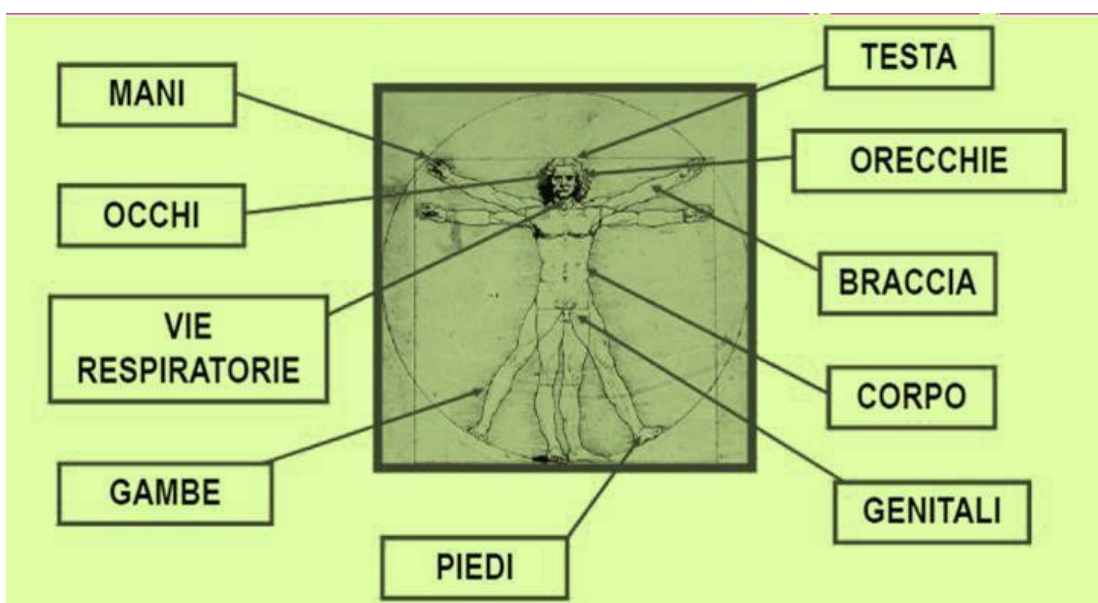 MANI
OCCHI
VIE
RESPIRATORIE
GAMBE
PIEDI
TESTA
ORECCHIE
BRACCIA
CORPO
GENITALI